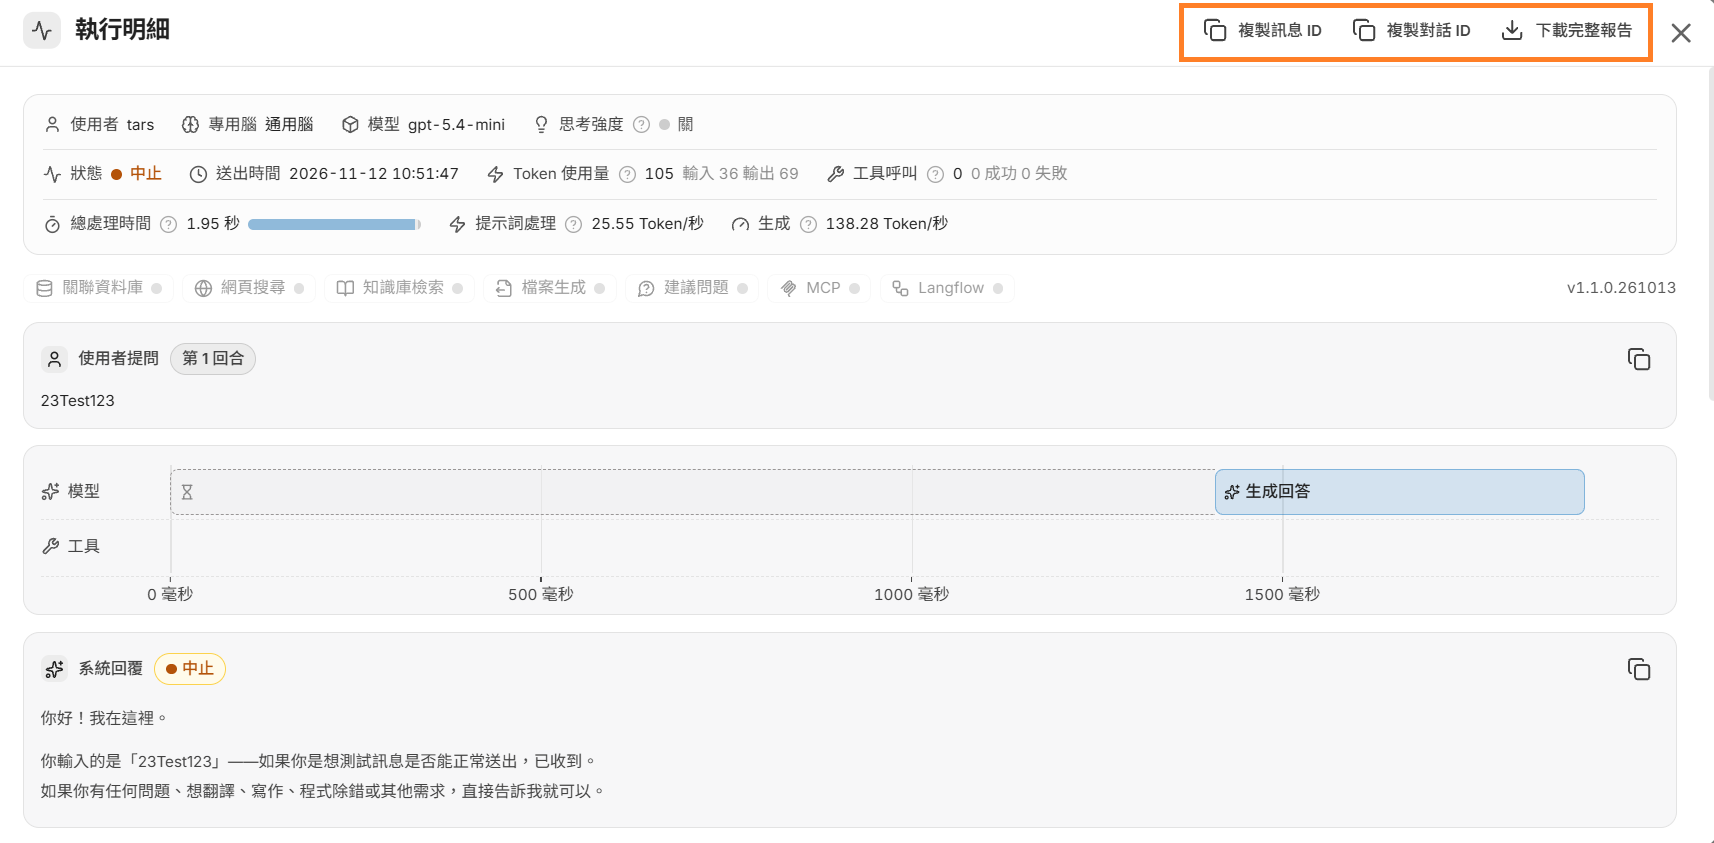 執行明細
複製訊息 ID 複製對話 ID 下載完整報告
使用者 tars 專用腦 通用腦 模型 gpt-5.4-mini 思考強度 ? 關
狀態 中止 送出時間 2026-11-12 10:51:47 Token 使用量 ? 105 輸入 36 輸出 69 工具呼叫 ? 0 0 成功 0 失敗
總處理時間 ? 1.95 秒 提示詞處理 ? 25.55 Token/秒 生成 ? 138.28 Token/秒
關聯資料庫 網頁搜尋 知識庫檢索 檔案生成 建議問題 MCP Langflow v1.1.0.261013
使用者提問 第 1 回合
23Test123
模型 生成回答
工具
0 毫秒 500 毫秒 1000 毫秒 1500 毫秒
系統回覆 中止
你好！我在這裡。
你輸入的是「23Test123」——如果你是想測試訊息是否能正常送出，已收到。
如果你有任何問題、想翻譯、寫作、程式除錯或其他需求，直接告訴我就可以。